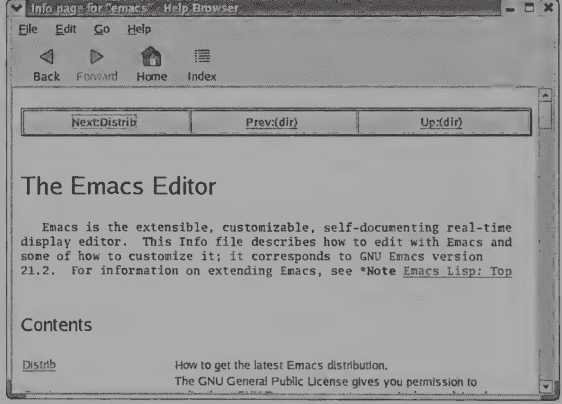 Info page for "emacs" - Help Browser
File Edit Go Help
Back Forward Home Index
Next:Distrib Prev:(dir) Up:(dir)
The Emacs Editor
Emacs is the extensible, customizable, self-documenting real-time
display editor. This Info file describes how to edit with Emacs and
some of how to customize it; it corresponds to GNU Emacs version
21.2. For information on extending Emacs, see *Note Emacs Lisp: Top
Contents
Distrib How to get the latest Emacs distribution.
The GNU General Public License gives you permission to